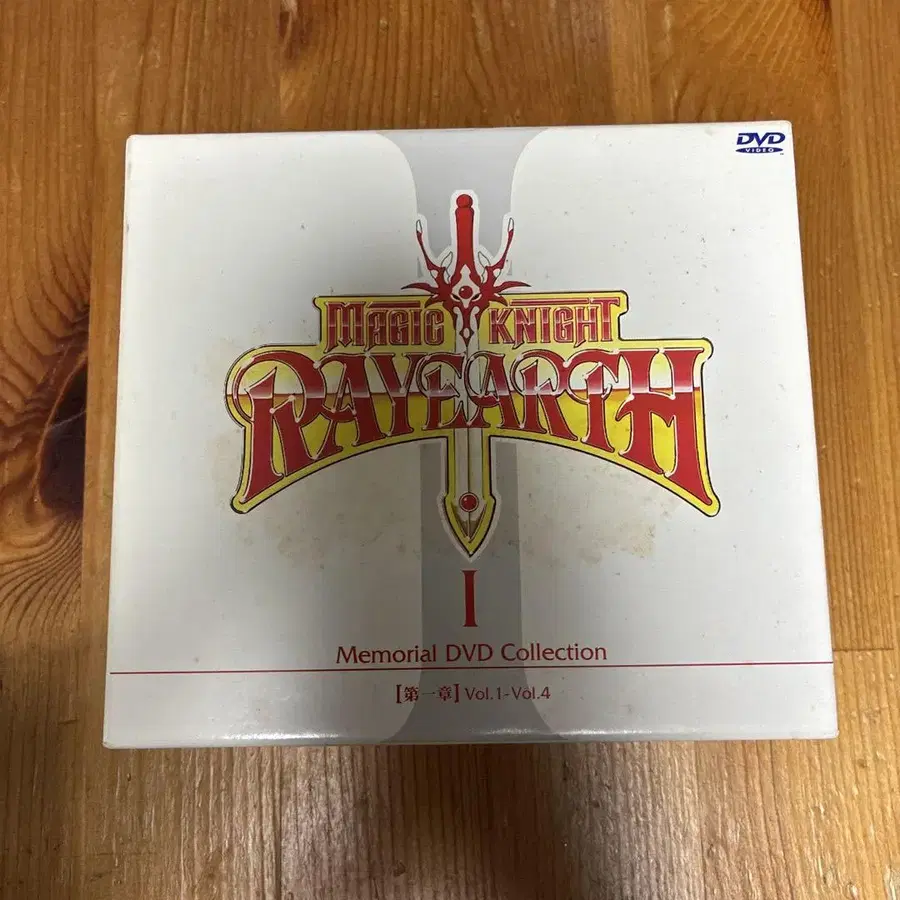 DVD
VIDEO
MAGIC KNIGHT
RAYEARTH
I
Memorial DVD Collection
【第一章】Vol.1-Vol.4